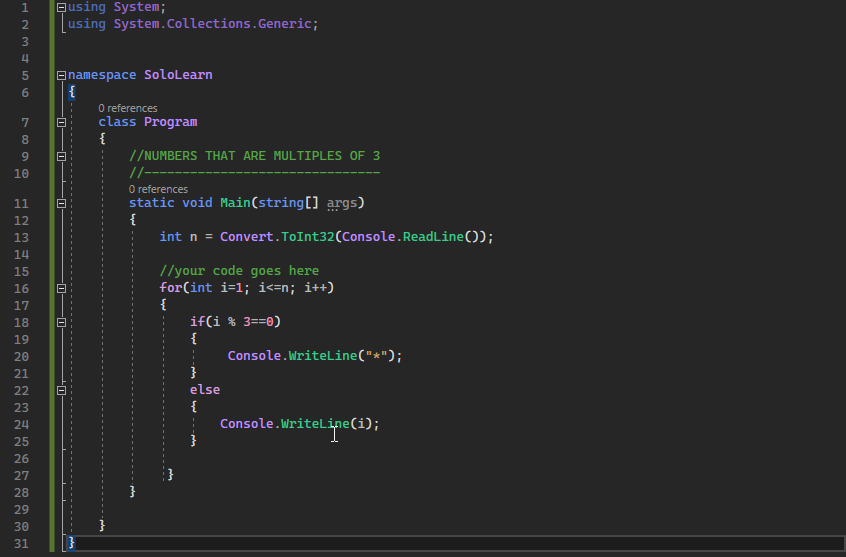 1 using System;
2 using System.Collections.Generic;
3
4
5 namespace SoloLearn
6 {
0 references
7 class Program
8 {
9 //NUMBERS THAT ARE MULTIPLES OF 3
10 //-------------------------------
0 references
11 static void Main(string[] args)
12 {
13 int n = Convert.ToInt32(Console.ReadLine());
14
15 //your code goes here
16 for(int i=1; i<=n; i++)
17 {
18 if(i % 3==0)
19 {
20 Console.WriteLine("*");
21 }
22 else
23 {
24 Console.WriteLine(i);
25 }
26
27 }
28 }
29
30 }
31 }